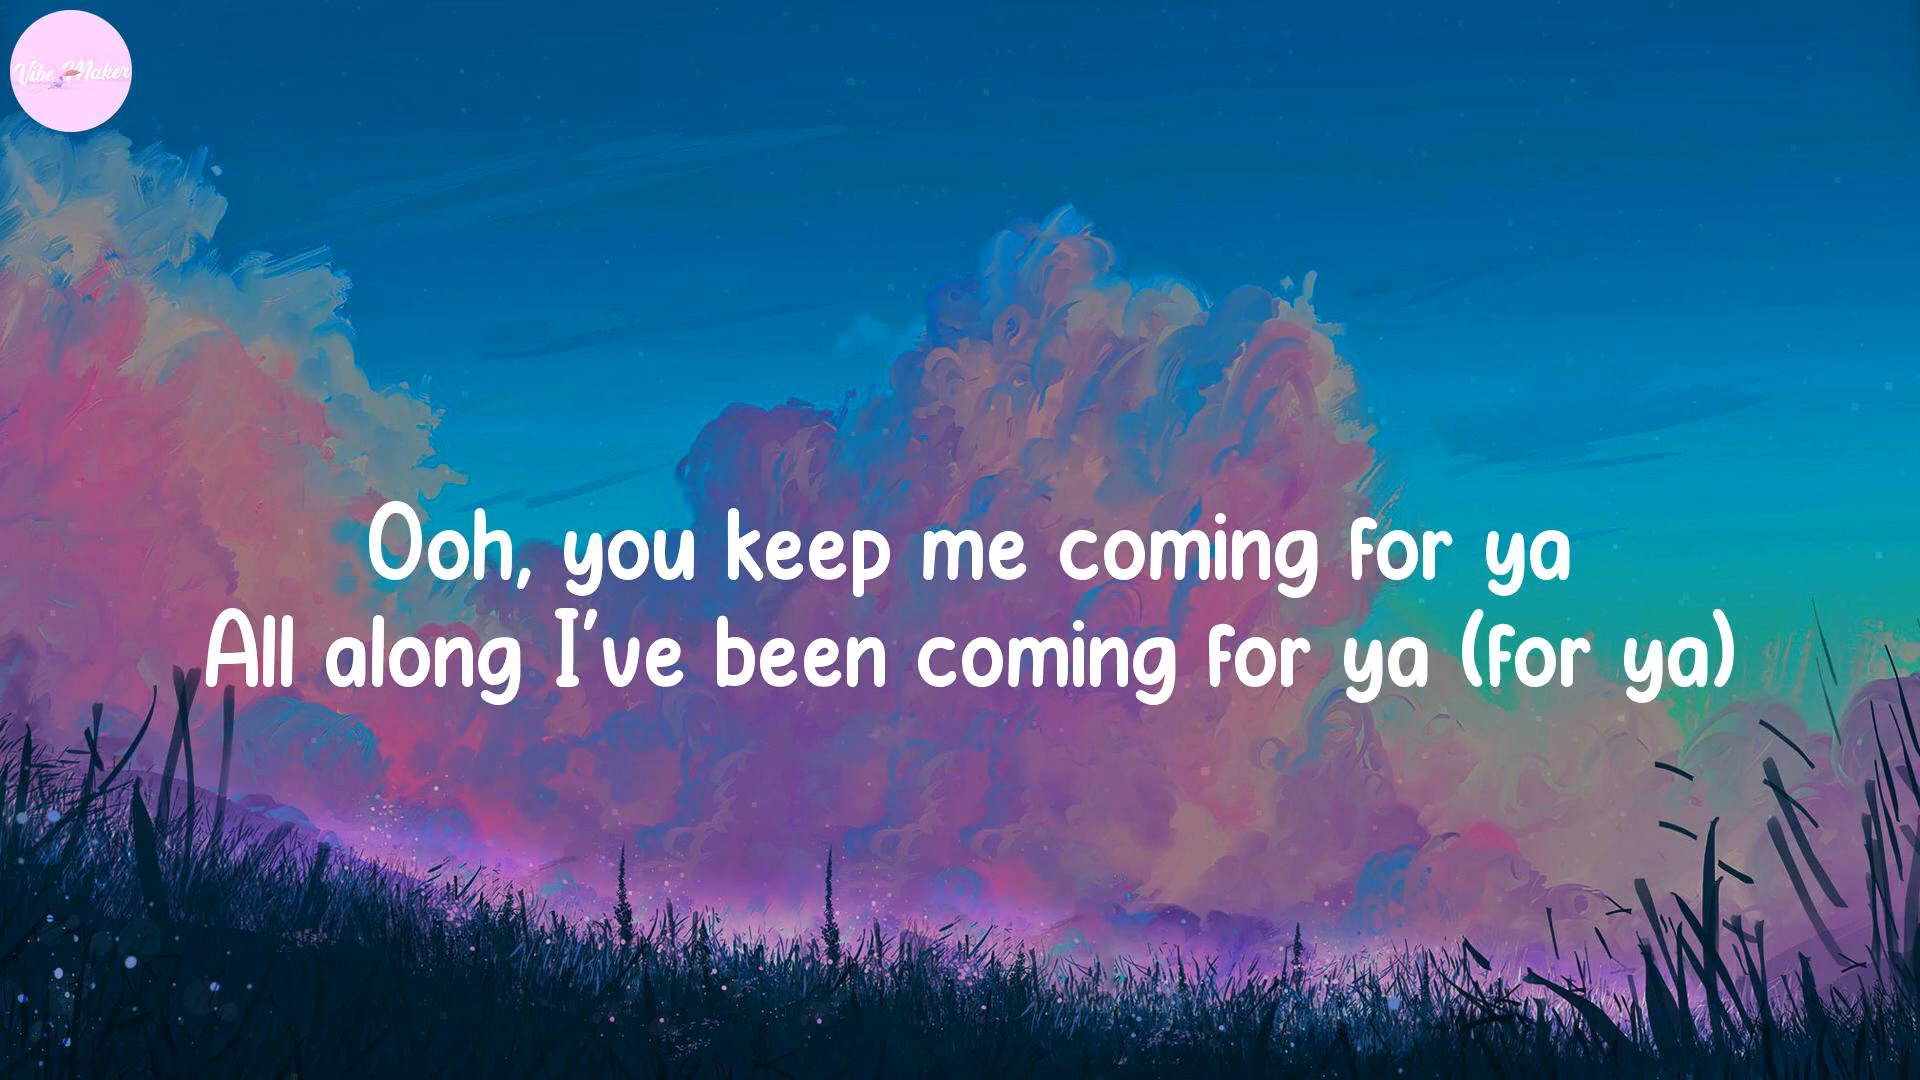 Vibe Maker
Ooh, you keep me coming for ya
All along I've been coming for ya (for ya)